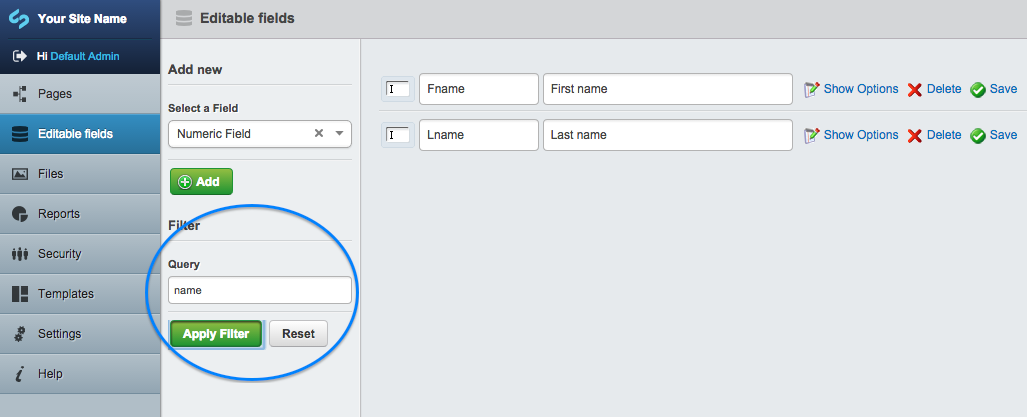 Your Site Name
Hi Default Admin
Pages
Editable fields
Files
Reports
Security
Templates
Settings
Help
Editable fields
Add new
Select a Field
Numeric Field
Add
Filter
Query
name
Apply Filter Reset
Fname First name Show Options Delete Save
Lname Last name Show Options Delete Save